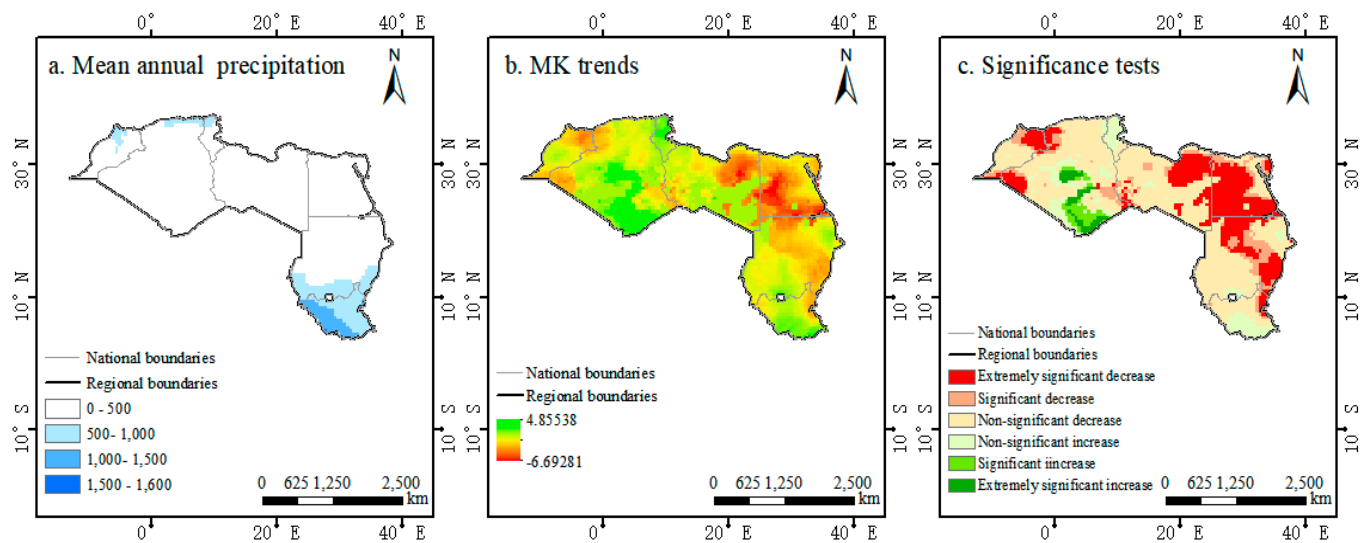 0° 20° E 40° E
0° 20° E 40° E
0° 20° E 40° E
a. Mean annual precipitation
N
30° N
10° N
10° S
National boundaries
Regional boundaries
0 - 500
500- 1,000
1,000- 1,500
1,500 - 1,600
0 625 1,250 2,500
km
0° 20° E 40° E
b. MK trends
N
30° N
30° N
10° N
10° N
10° S
10° S
National boundaries
Regional boundaries
4.85538
-6.69281
0 625 1,250 2,500
km
0° 20° E 40° E
c. Significance tests
N
30° N
10° N
10° S
National boundaries
Regional boundaries
Extremely significant decrease
Significant decrease
Non-significant decrease
Non-significant increase
Significant iincrease
Extremely significant increase
0 625 1,250 2,500
km
0° 20° E 40° E